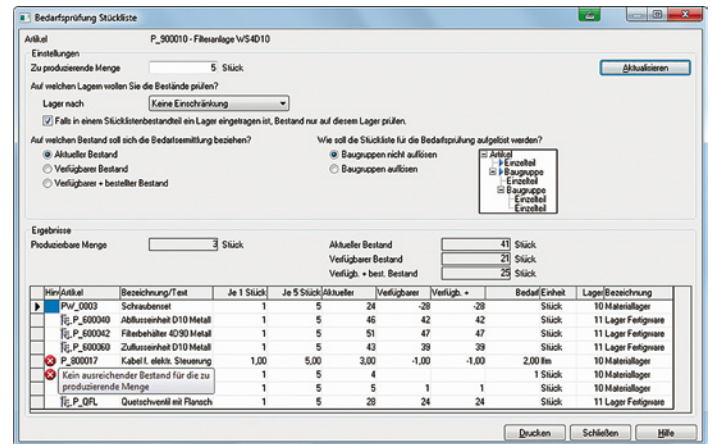 Bedarfsprüfung Stückliste
Artikel P_900010 - Filteranlage WS4D10
Einstellungen
Zu produzierende Menge 5 Stück Aktualisieren
Auf welchen Lagern wollen Sie die Bestände prüfen?
Lager nach Keine Einschränkung
Falls in einem Stücklistenbestandteil ein Lager eingetragen ist, Bestand nur auf diesem Lager prüfen.
Auf welchen Bestand soll sich die Bedarfsermittlung beziehen? Wie soll die Stückliste für die Bedarfsprüfung aufgelöst werden?
Aktueller Bestand Baugruppen nicht auflösen
Verfügbarer Bestand Baugruppen auflösen
Verfügbarer + bestellter Bestand
Artikel
Einzelteil
Baugruppe
Einzelteil
Baugruppe
Einzelteil
Einzelteil
Ergebnisse
Produzierbare Menge 3 Stück Aktueller Bestand 41 Stück
Verfügbarer Bestand 21 Stück
Verfügb. + best. Bestand 25 Stück
Hinv Artikel Bezeichnung/Text Je 1 Stück Je 5 Stück Aktueller Verfügbarer Verfügb. + Bedarf Einheit Lager Bezeichnung
PW_0003 Schraubenset 1 5 24 -28 -28 Stück 10 Materiallager
P_600040 Abflusseinheit D10 Metall 1 5 46 42 42 Stück 11 Lager Fertigware
P_600042 Filterbehälter 4D90 Metall 1 5 51 47 47 Stück 11 Lager Fertigware
P_600060 Zuflusseinheit D10 Metall 1 5 43 39 39 Stück 11 Lager Fertigware
P_800017 Kabel f. elektr. Steuerung 1,00 5,00 3,00 -1,00 -1,00 2,00 lfm 10 Materiallager
Kein ausreichender Bestand für die zu 1 5 4 1 Stück 10 Materiallager
produzierende Menge 1 5 5 1 1 Stück 10 Materiallager
P_QFL Quetschventil mit Flansch 1 5 28 24 24 Stück 11 Lager Fertigware
Drucken Schließen Hilfe